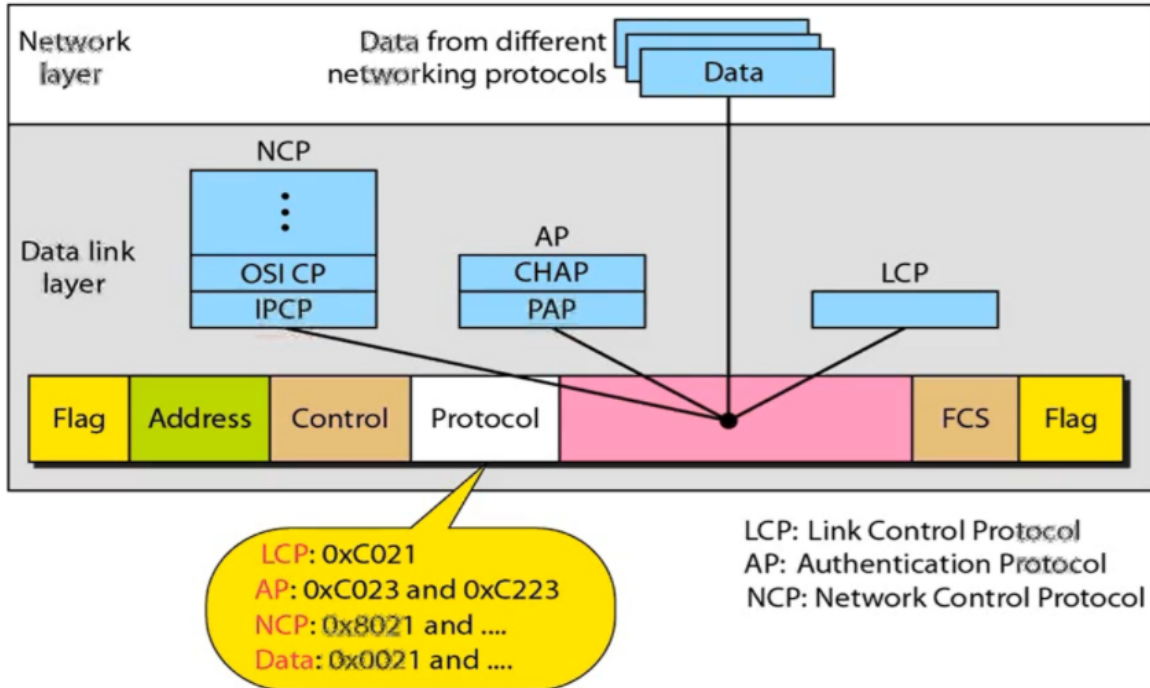 Network
layer
Data from different
networking protocols
Data
NCP
AP
LCP
Data link
layer
OSI CP
CHAP
IPCP
PAP
Flag
Address
Control
Protocol
FCS
Flag
LCP: 0xC021
AP: 0xC023 and 0xC223
NCP: 0x8021 and ....
Data: 0x0021 and ....
LCP: Link Control Protocol
AP: Authentication Protocol
NCP: Network Control Protocol